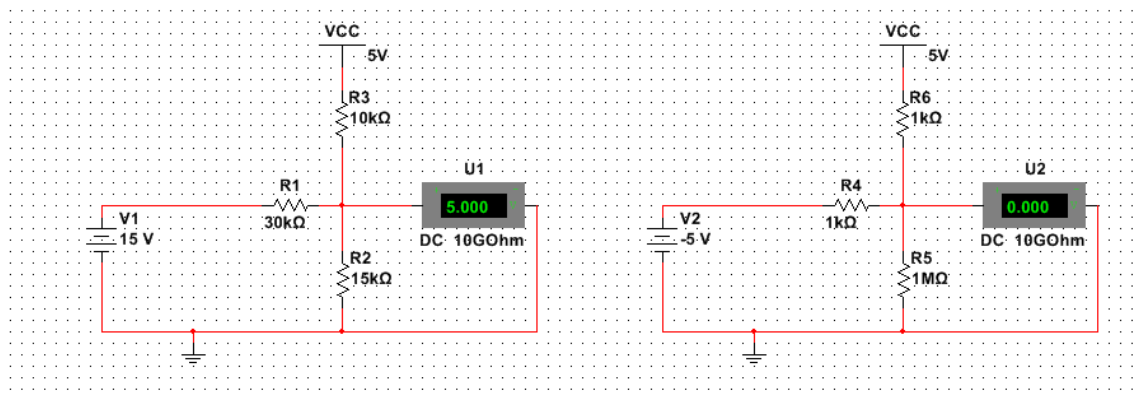 VCC
5V
R3
10kΩ
U1
R1
5.000
30kΩ
V1
15 V
DC 10GOhm
R2
15kΩ
VCC
5V
R6
1kΩ
U2
R4
0.000
1kΩ
V2
-5 V
DC 10GOhm
R5
1MΩ